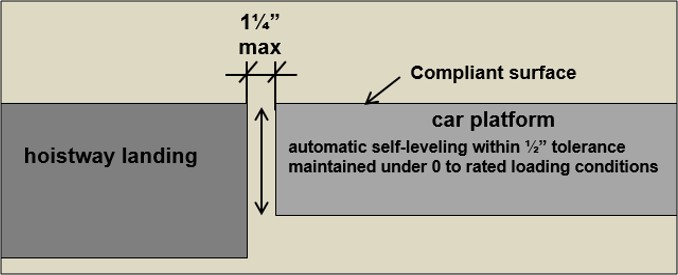 1¼”
max
Compliant surface
car platform
hoistway landing
automatic self-leveling within ½” tolerance
maintained under 0 to rated loading conditions